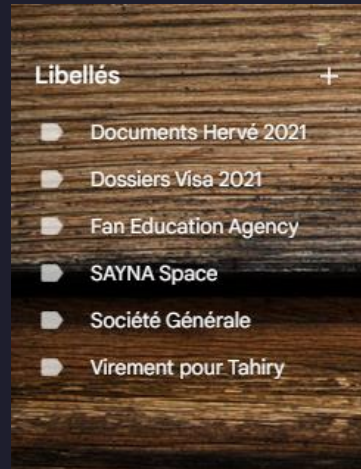 Libellés +
Documents Hervé 2021
Dossiers Visa 2021
Fan Education Agency
SAYNA Space
Société Générale
Virement pour Tahiry